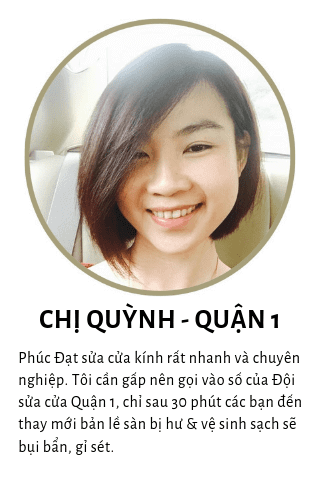 CHỊ QUỲNH - QUẬN 1
Phúc Đạt sửa cửa kính rất nhanh và chuyên
nghiệp. Tôi cần gấp nên gọi vào số của Đội
sửa cửa Quận 1, chỉ sau 30 phút các bạn đến
thay mới bản lề sàn bị hư & vệ sinh sạch sẽ
bụi bẩn, gỉ sét.